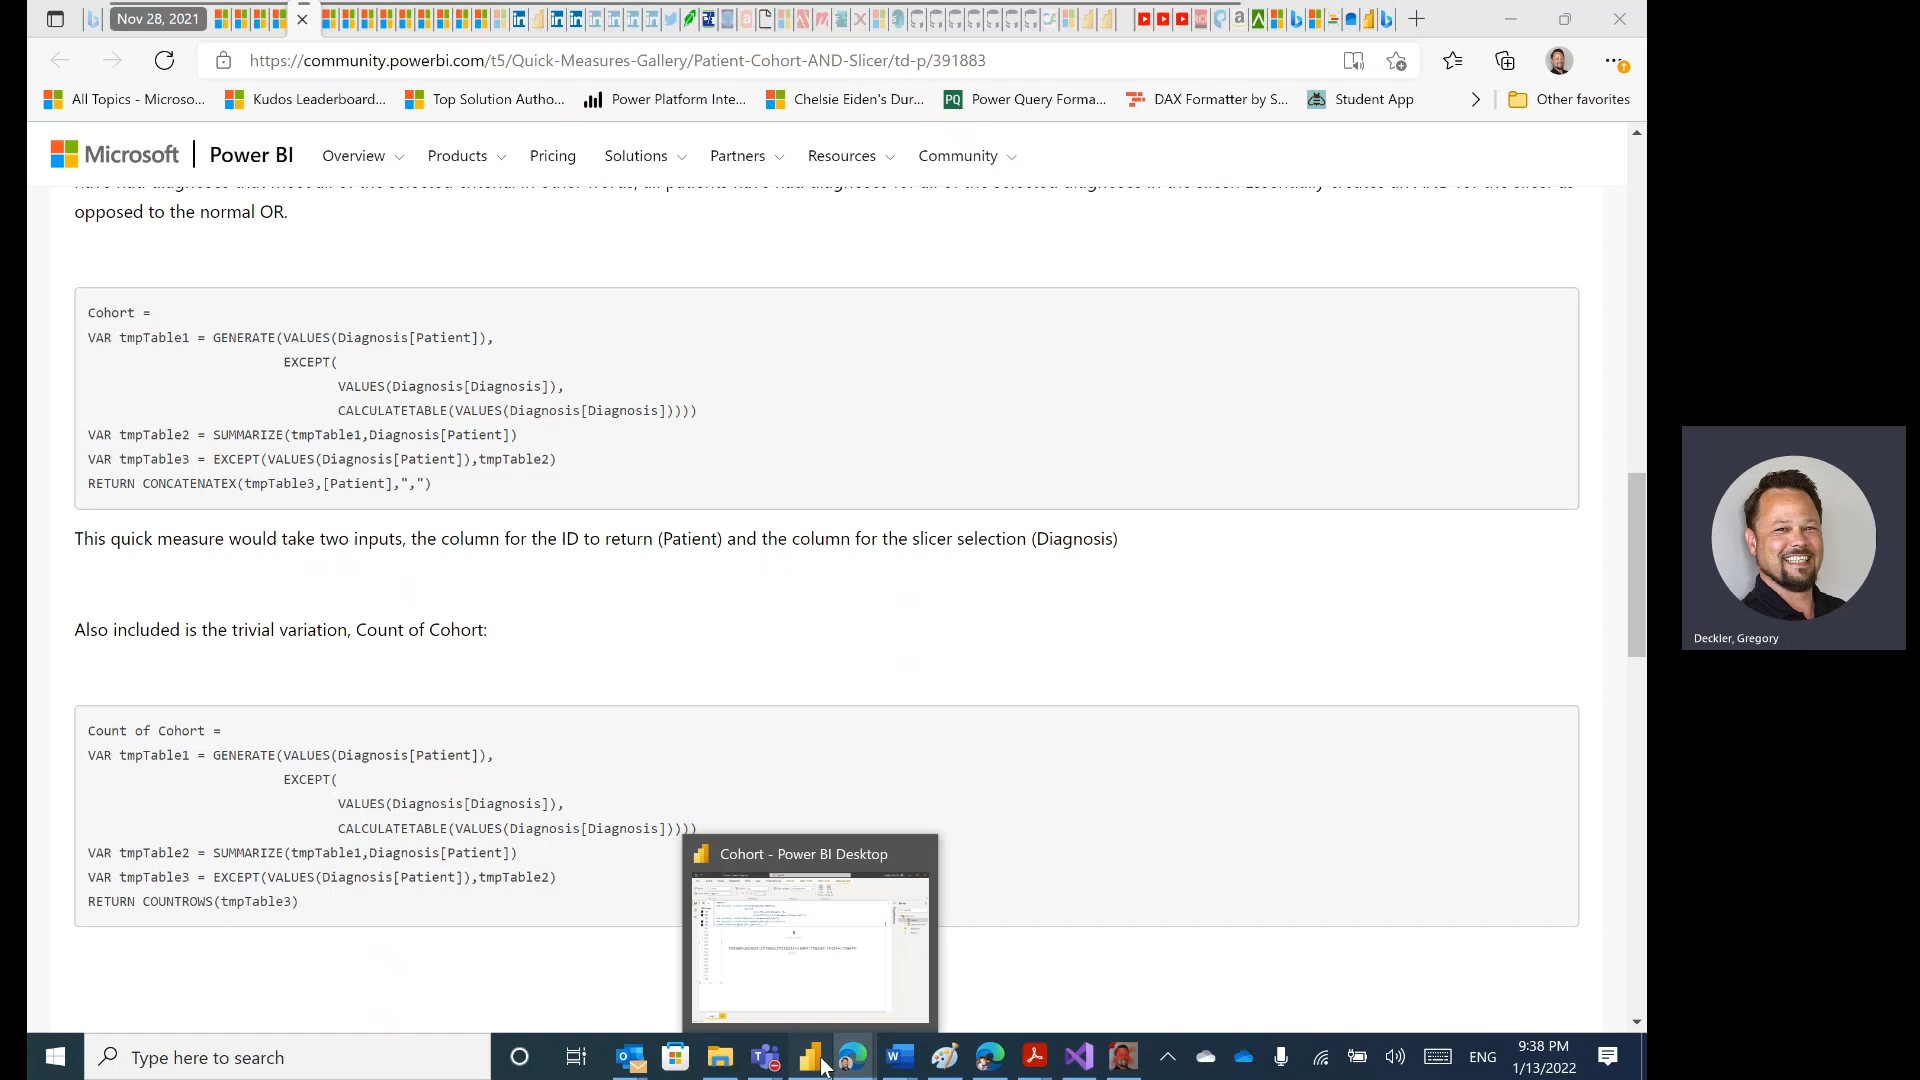 Nov 28, 2021
https://community.powerbi.com/t5/Quick-Measures-Gallery/Patient-Cohort-AND-Slicer/td-p/391883
All Topics - Microso...
Kudos Leaderboard...
Top Solution Autho...
Power Platform Inte...
Chelsie Eiden's Dur...
PQ Power Query Forma...
DAX Formatter by S...
Student App
Other favorites
Microsoft
Power BI
Overview
Products
Pricing
Solutions
Partners
Resources
Community
opposed to the normal OR.
Cohort =
VAR tmpTable1 = GENERATE(VALUES(Diagnosis[Patient]),
EXCEPT(
VALUES(Diagnosis[Diagnosis]),
CALCULATETABLE(VALUES(Diagnosis[Diagnosis]))))
VAR tmpTable2 = SUMMARIZE(tmpTable1,Diagnosis[Patient])
VAR tmpTable3 = EXCEPT(VALUES(Diagnosis[Patient]),tmpTable2)
RETURN CONCATENATEX(tmpTable3,[Patient],",")
This quick measure would take two inputs, the column for the ID to return (Patient) and the column for the slicer selection (Diagnosis)
Also included is the trivial variation, Count of Cohort:
Count of Cohort =
VAR tmpTable1 = GENERATE(VALUES(Diagnosis[Patient]),
EXCEPT(
VALUES(Diagnosis[Diagnosis]),
CALCULATETABLE(VALUES(Diagnosis[Diagnosis]))))
VAR tmpTable2 = SUMMARIZE(tmpTable1,Diagnosis[Patient])
VAR tmpTable3 = EXCEPT(VALUES(Diagnosis[Patient]),tmpTable2)
RETURN COUNTROWS(tmpTable3)
Cohort - Power BI Desktop
Deckler, Gregory
Type here to search
ENG
9:38 PM
1/13/2022